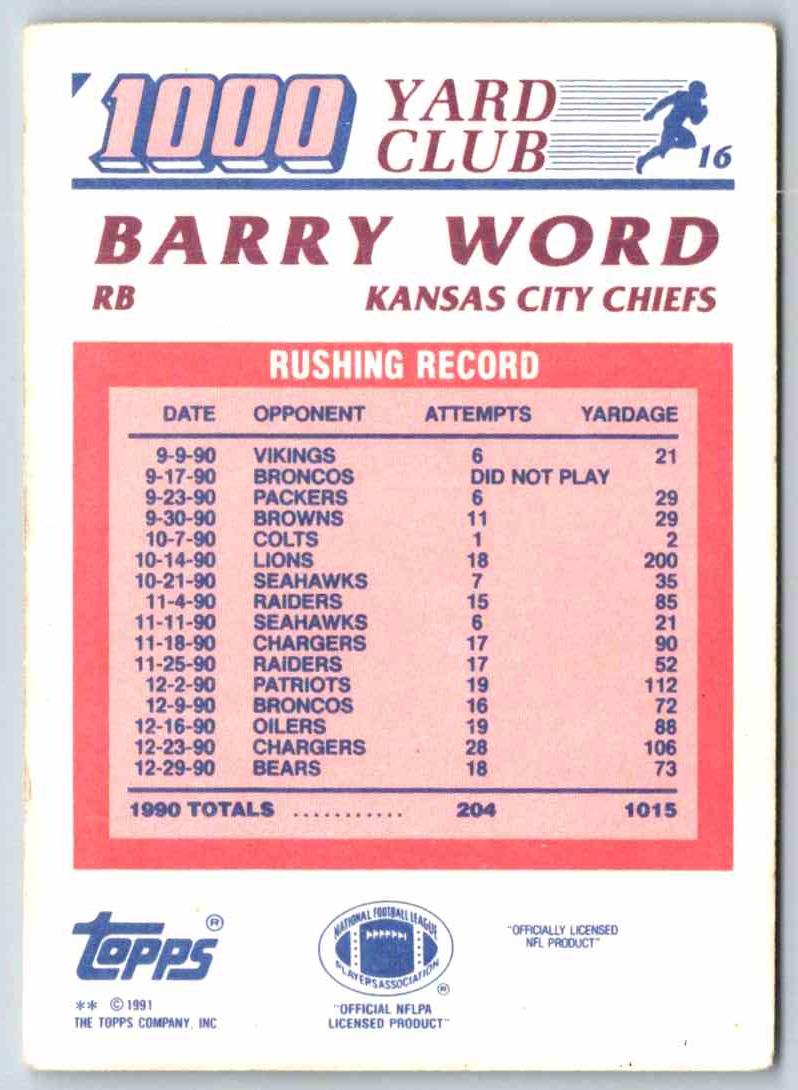 1000 YARD CLUB 16
BARRY WORD
RB KANSAS CITY CHIEFS
RUSHING RECORD
DATE OPPONENT ATTEMPTS YARDAGE
9-9-90 VIKINGS 6 21
9-17-90 BRONCOS DID NOT PLAY
9-23-90 PACKERS 6 29
9-30-90 BROWNS 11 29
10-7-90 COLTS 1 2
10-14-90 LIONS 18 200
10-21-90 SEAHAWKS 7 35
11-4-90 RAIDERS 15 85
11-11-90 SEAHAWKS 6 21
11-18-90 CHARGERS 17 90
11-25-90 RAIDERS 17 52
12-2-90 PATRIOTS 19 112
12-9-90 BRONCOS 16 72
12-16-90 OILERS 19 88
12-23-90 CHARGERS 28 106
12-29-90 BEARS 18 73
1990 TOTALS ........... 204 1015
Topps ®
** © 1991
THE TOPPS COMPANY, INC
NATIONAL FOOTBALL LEAGUE
PLAYERS ASSOCIATION ®
"OFFICIAL NFLPA
LICENSED PRODUCT"
"OFFICIALLY LICENSED
NFL PRODUCT"